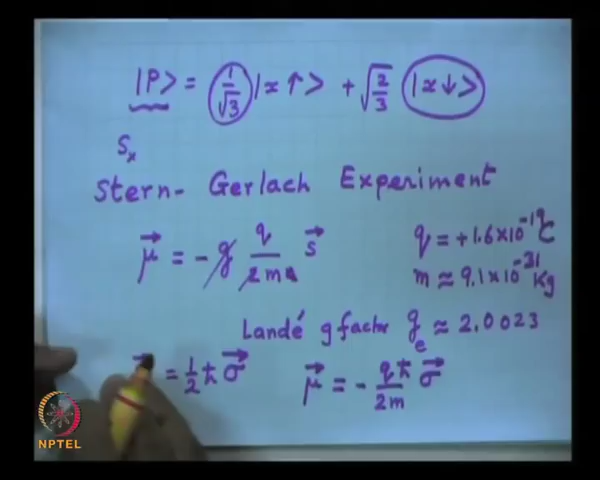 |P> = 1/√3 |x↑> + √2/3 |x↓>
Sx
Stern-Gerlach Experiment
μ⃗ = -g q/2m s⃗
q = +1.6×10⁻¹⁹C
m ≈ 9.1×10⁻³¹ Kg
Landé g factor gₑ ≈ 2.0023
= 1/2 ħ σ⃗
μ⃗ = - qħ/2m σ⃗
NPTEL